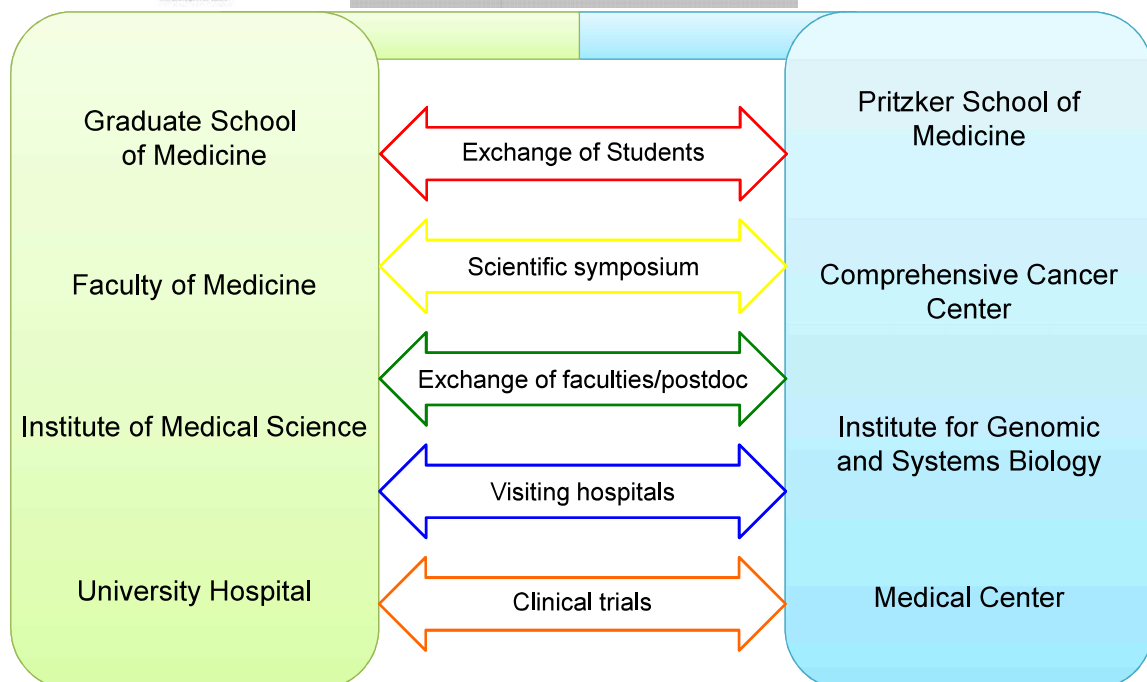 Graduate School
of Medicine
Faculty of Medicine
Institute of Medical Science
University Hospital
Exchange of Students
Scientific symposium
Exchange of faculties/postdoc
Visiting hospitals
Clinical trials
Pritzker School of
Medicine
Comprehensive Cancer
Center
Institute for Genomic
and Systems Biology
Medical Center